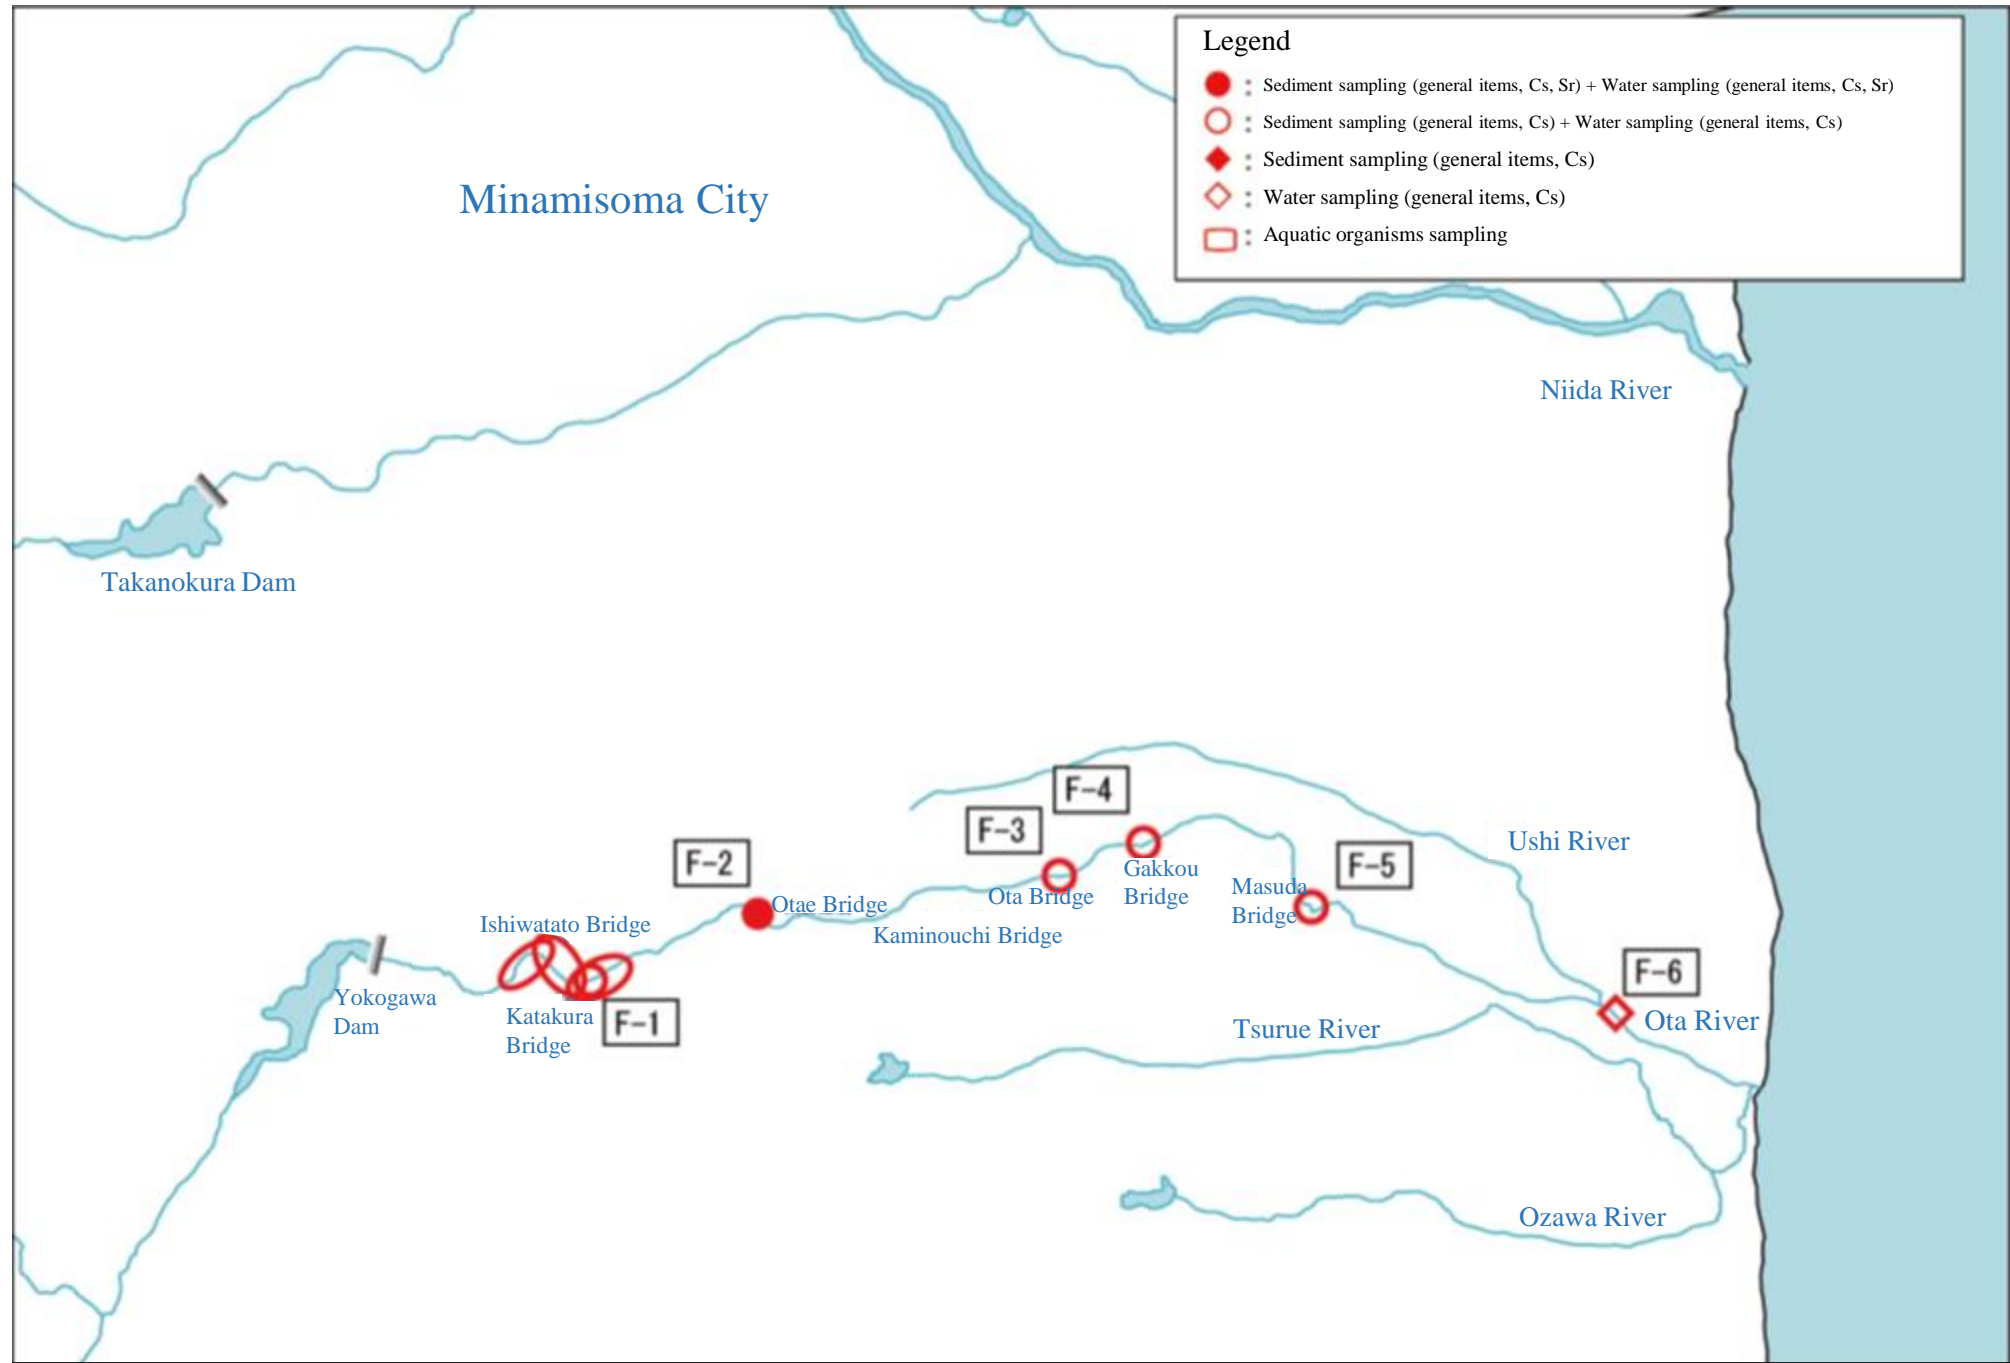 Legend
: Sediment sampling (general items, Cs, Sr) + Water sampling (general items, Cs, Sr)
: Sediment sampling (general items, Cs) + Water sampling (general items, Cs)
: Sediment sampling (general items, Cs)
: Water sampling (general items, Cs)
: Aquatic organisms sampling
Minamisoma City
Niida River
Takanokura Dam
F-4
F-3
Ushi River
F-2
Gakkou
Bridge
F-5
Masuda
Bridge
Ota Bridge
Otae Bridge
Kaminouchi Bridge
Ishiwatato Bridge
F-6
Yokogawa
Dam
Katakura
Bridge
F-1
Ota River
Tsurue River
Ozawa River